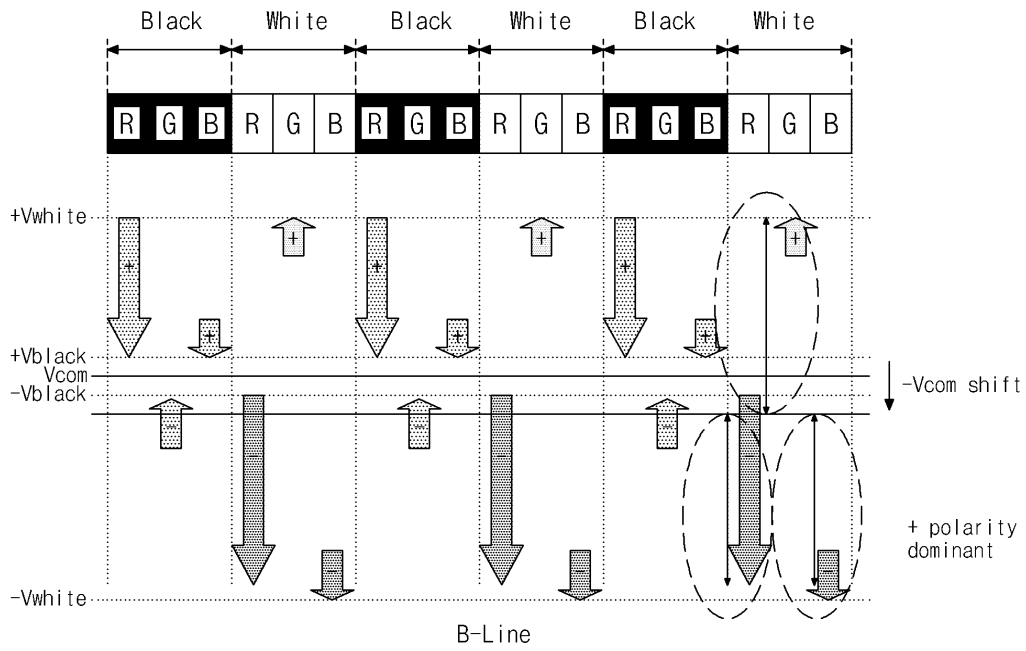 Black White Black White Black White
R G B R G B R G B R G B R G B R G B
+Vwhite
+ + + + + +
+ + +
+Vblack
Vcom
-Vblack
-Vcom shift
- - -
- - -
+ polarity
dominant
-Vwhite
B-Line